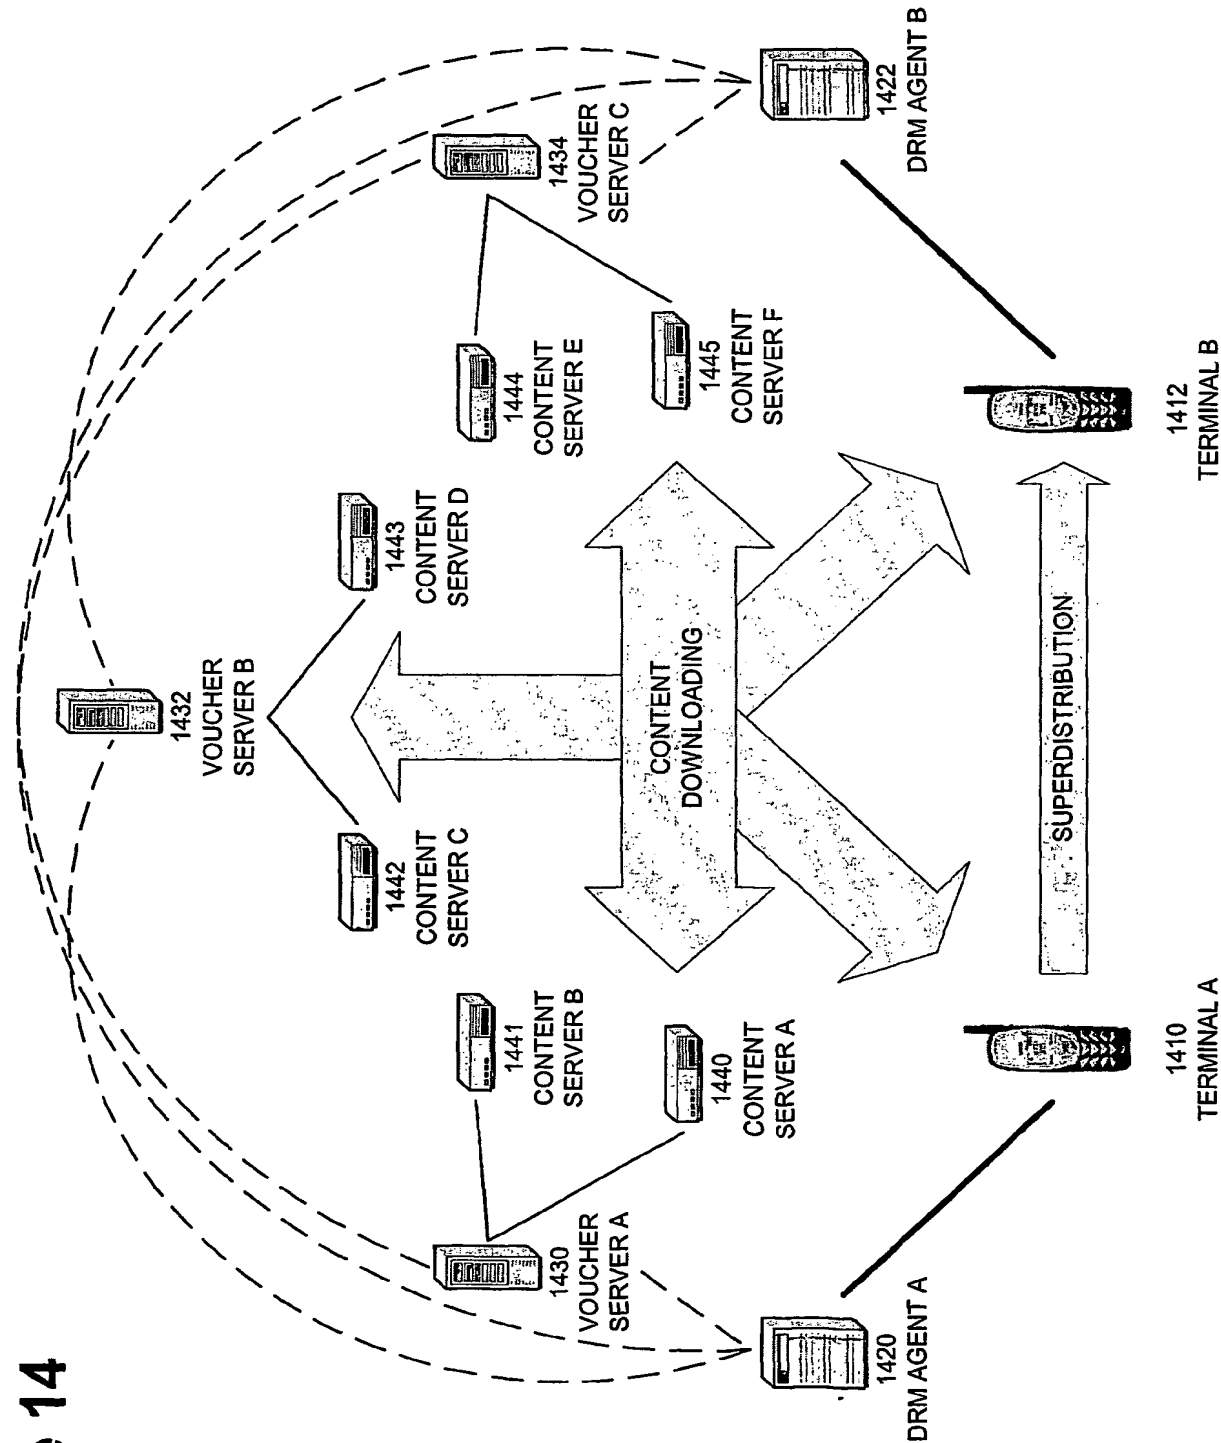 14
1432
VOUCHER
SERVER B
1430
VOUCHER
SERVER A
1434
VOUCHER
SERVER C
1441
CONTENT
SERVER B
1442
CONTENT
SERVER C
1443
CONTENT
SERVER D
1444
CONTENT
SERVER E
1440
CONTENT
SERVER A
1445
CONTENT
SERVER F
CONTENT
DOWNLOADING
1420
DRM AGENT A
1422
DRM AGENT B
SUPERDISTRIBUTION
1410
TERMINAL A
1412
TERMINAL B